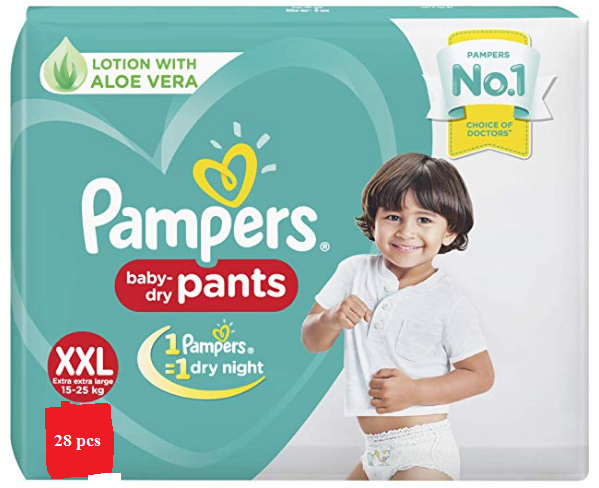 LOTION WITH
ALOE VERA
PAMPERS
No.1
CHOICE OF
DOCTORS*
Pampers®
baby-
dry pants
1 Pampers®
=1 dry night
XXL
Extra extra large
15-25 kg
28 pcs